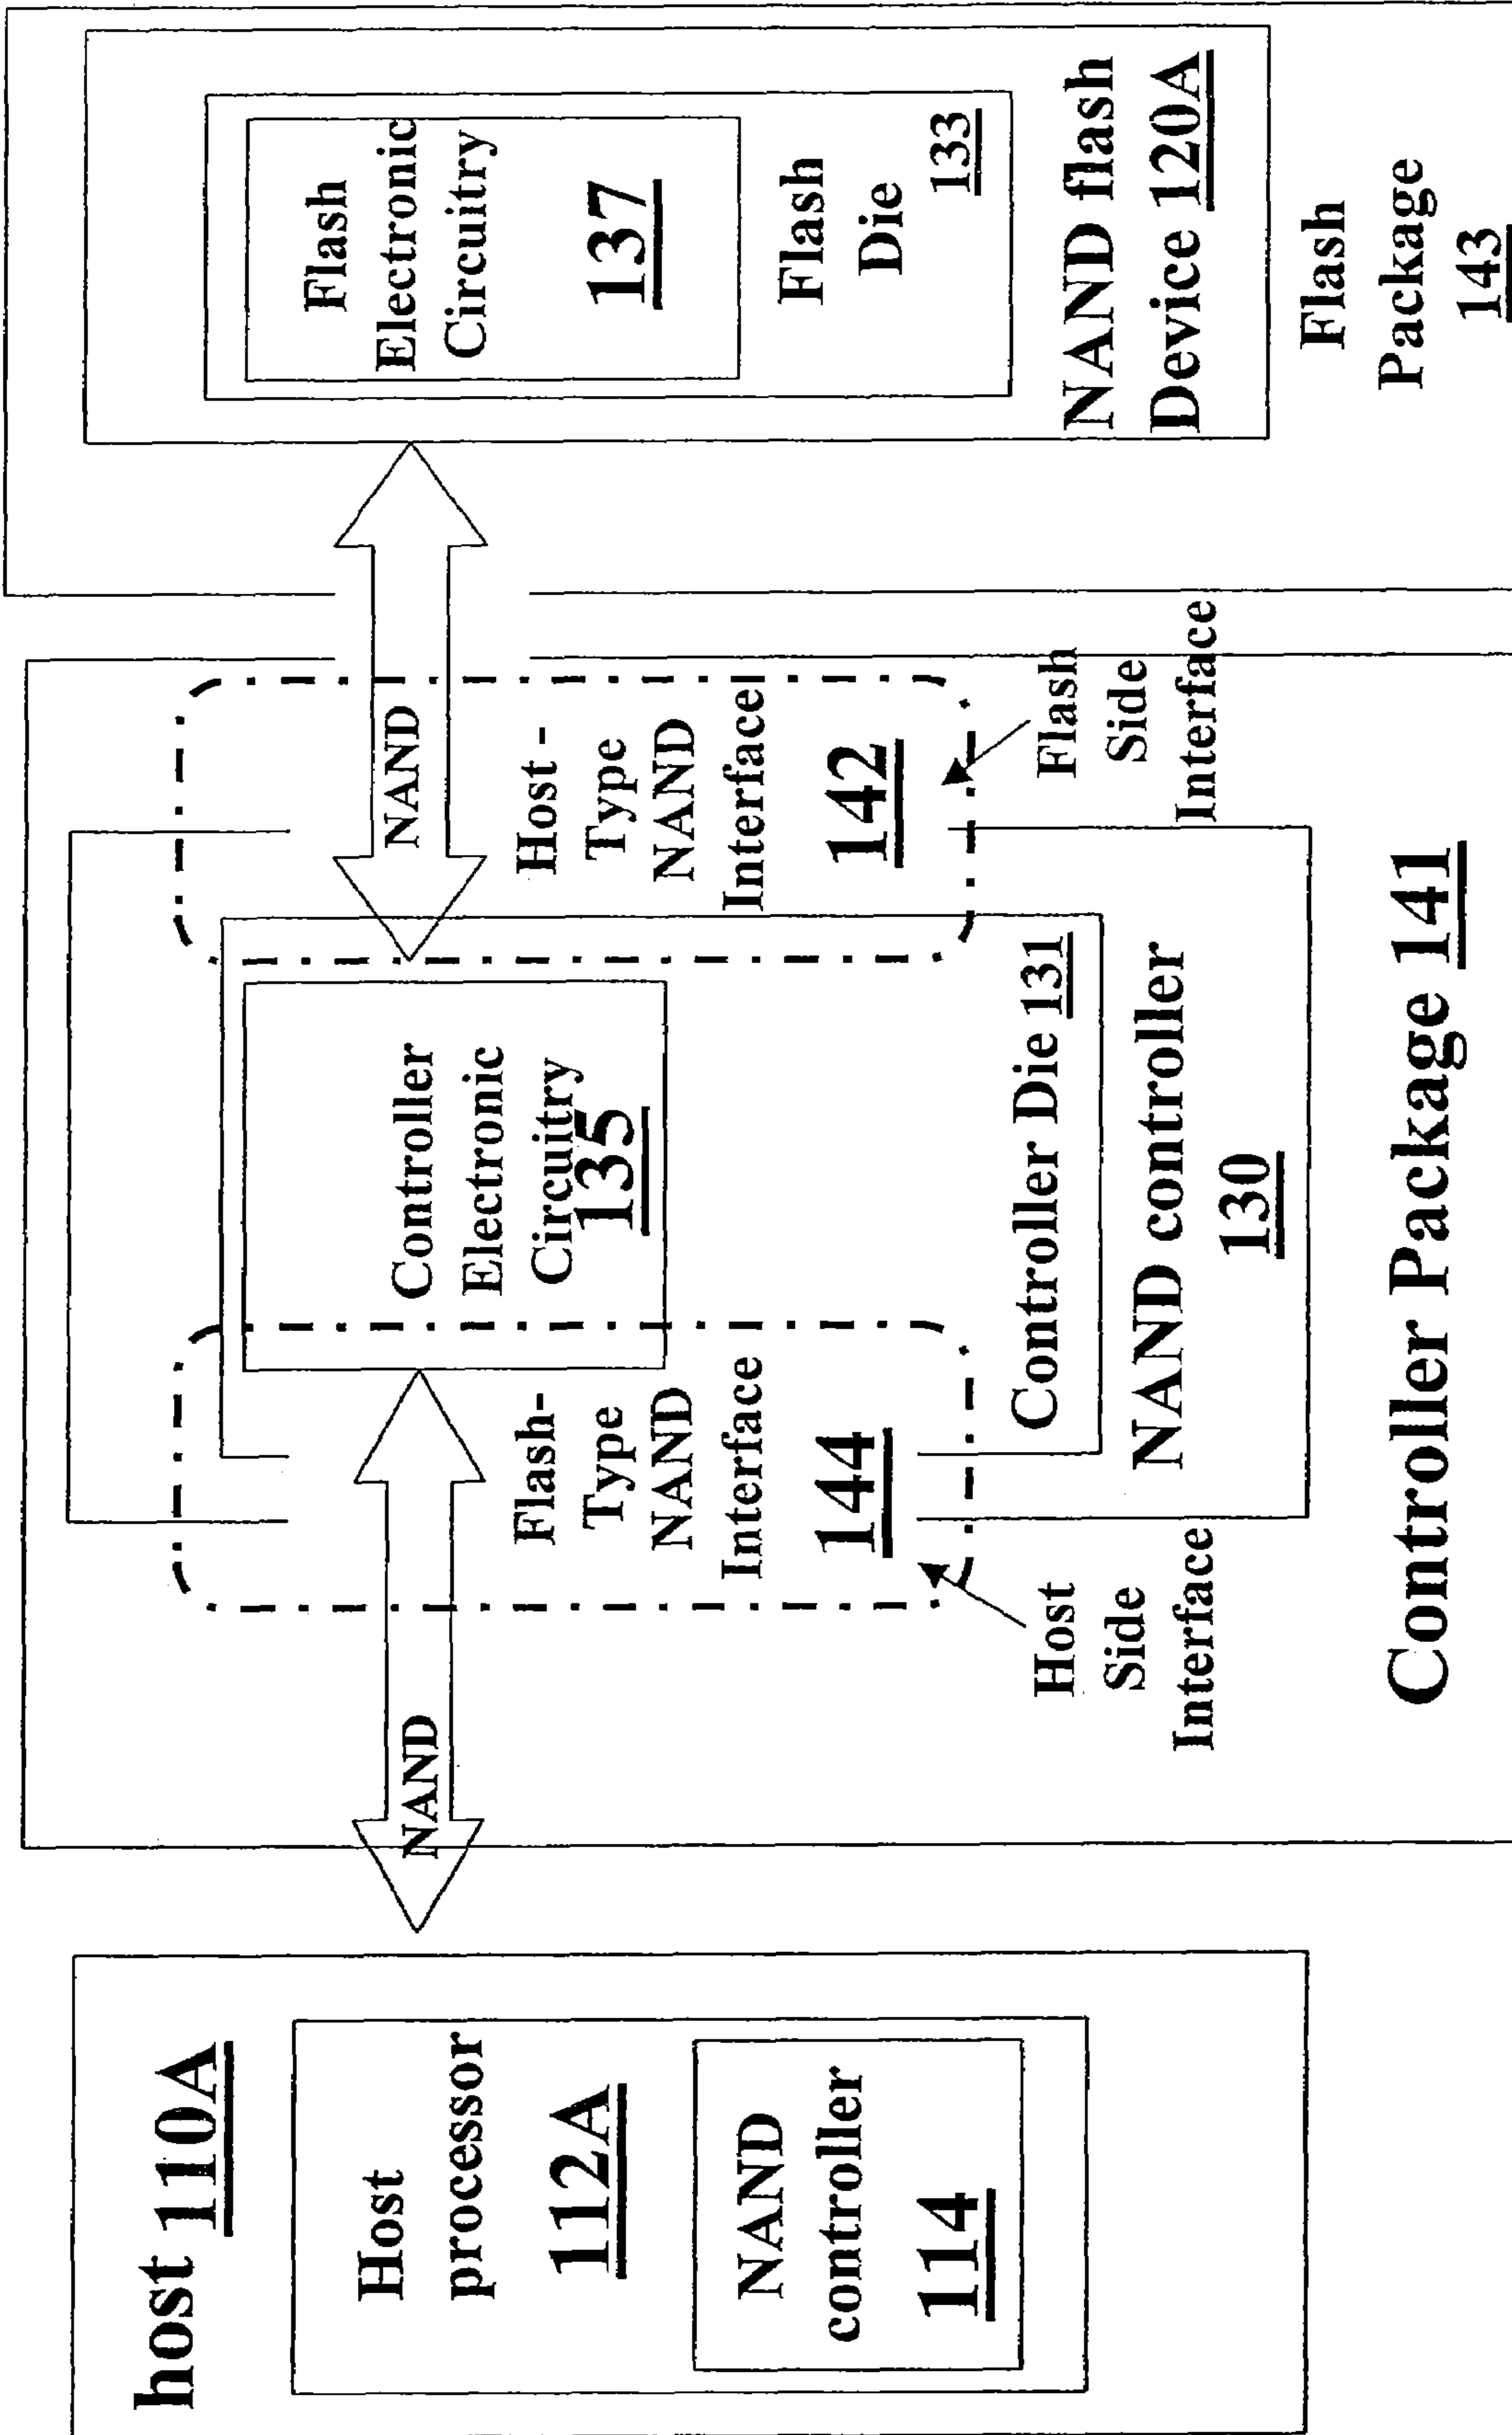 host 110A
Host
processor
112A
NAND
controller
114
NAND
Flash-
Type
NAND
Interface
144
Host
Side
Interface
Controller
Electronic
Circuitry
135
Controller Die 131
NAND controller
130
Controller Package 141
NAND
Host -
Type
NAND
Interface
142
Flash
Side
Interface
Flash
Electronic
Circuitry
137
Flash
Die
133
NAND flash
Device 120A
Flash
Package
143